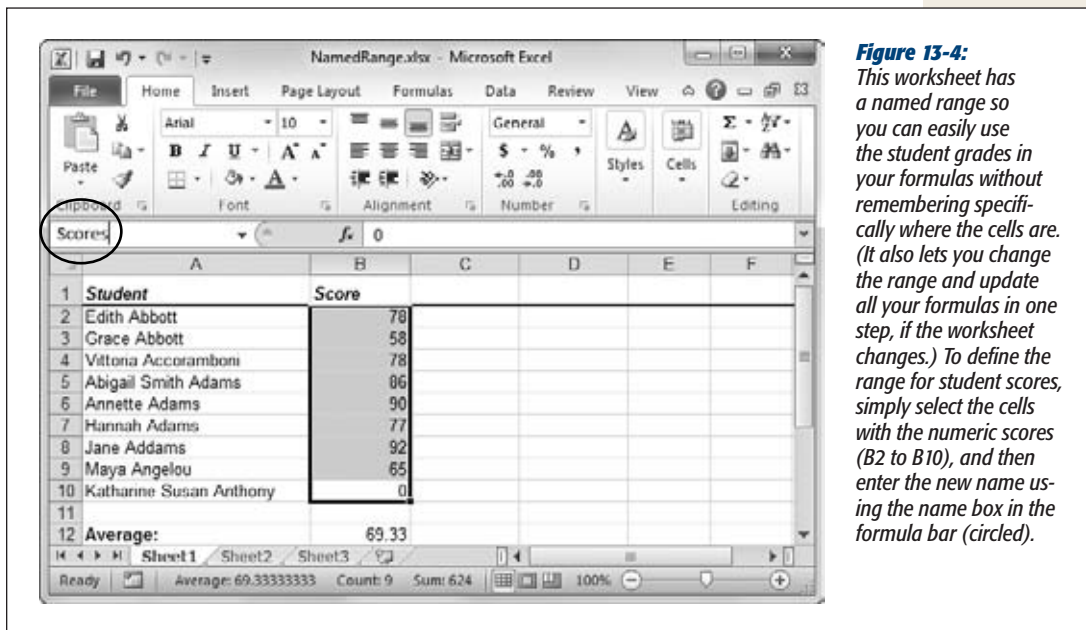 NamedRange.xlsx - Microsoft Excel
File Home Insert Page Layout Formulas Data Review View
Paste
Arial 10
B I U A A
A
General
$ % ,
.00 .0
Styles
Cells
Σ
Clipboard Font Alignment Number Editing
Scores fx 0
A B C D E F
1 Student Score
2 Edith Abbott 78
3 Grace Abbott 58
4 Vittoria Accoramboni 78
5 Abigail Smith Adams 86
6 Annette Adams 90
7 Hannah Adams 77
8 Jane Addams 92
9 Maya Angelou 65
10 Katharine Susan Anthony 0
11
12 Average: 69.33
Sheet1 Sheet2 Sheet3
Ready Average: 69.33333333 Count: 9 Sum: 624 100%
Figure 13-4:
This worksheet has
a named range so
you can easily use
the student grades in
your formulas without
remembering specifi-
cally where the cells are.
(It also lets you change
the range and update
all your formulas in one
step, if the worksheet
changes.) To define the
range for student scores,
simply select the cells
with the numeric scores
(B2 to B10), and then
enter the new name us-
ing the name box in the
formula bar (circled).